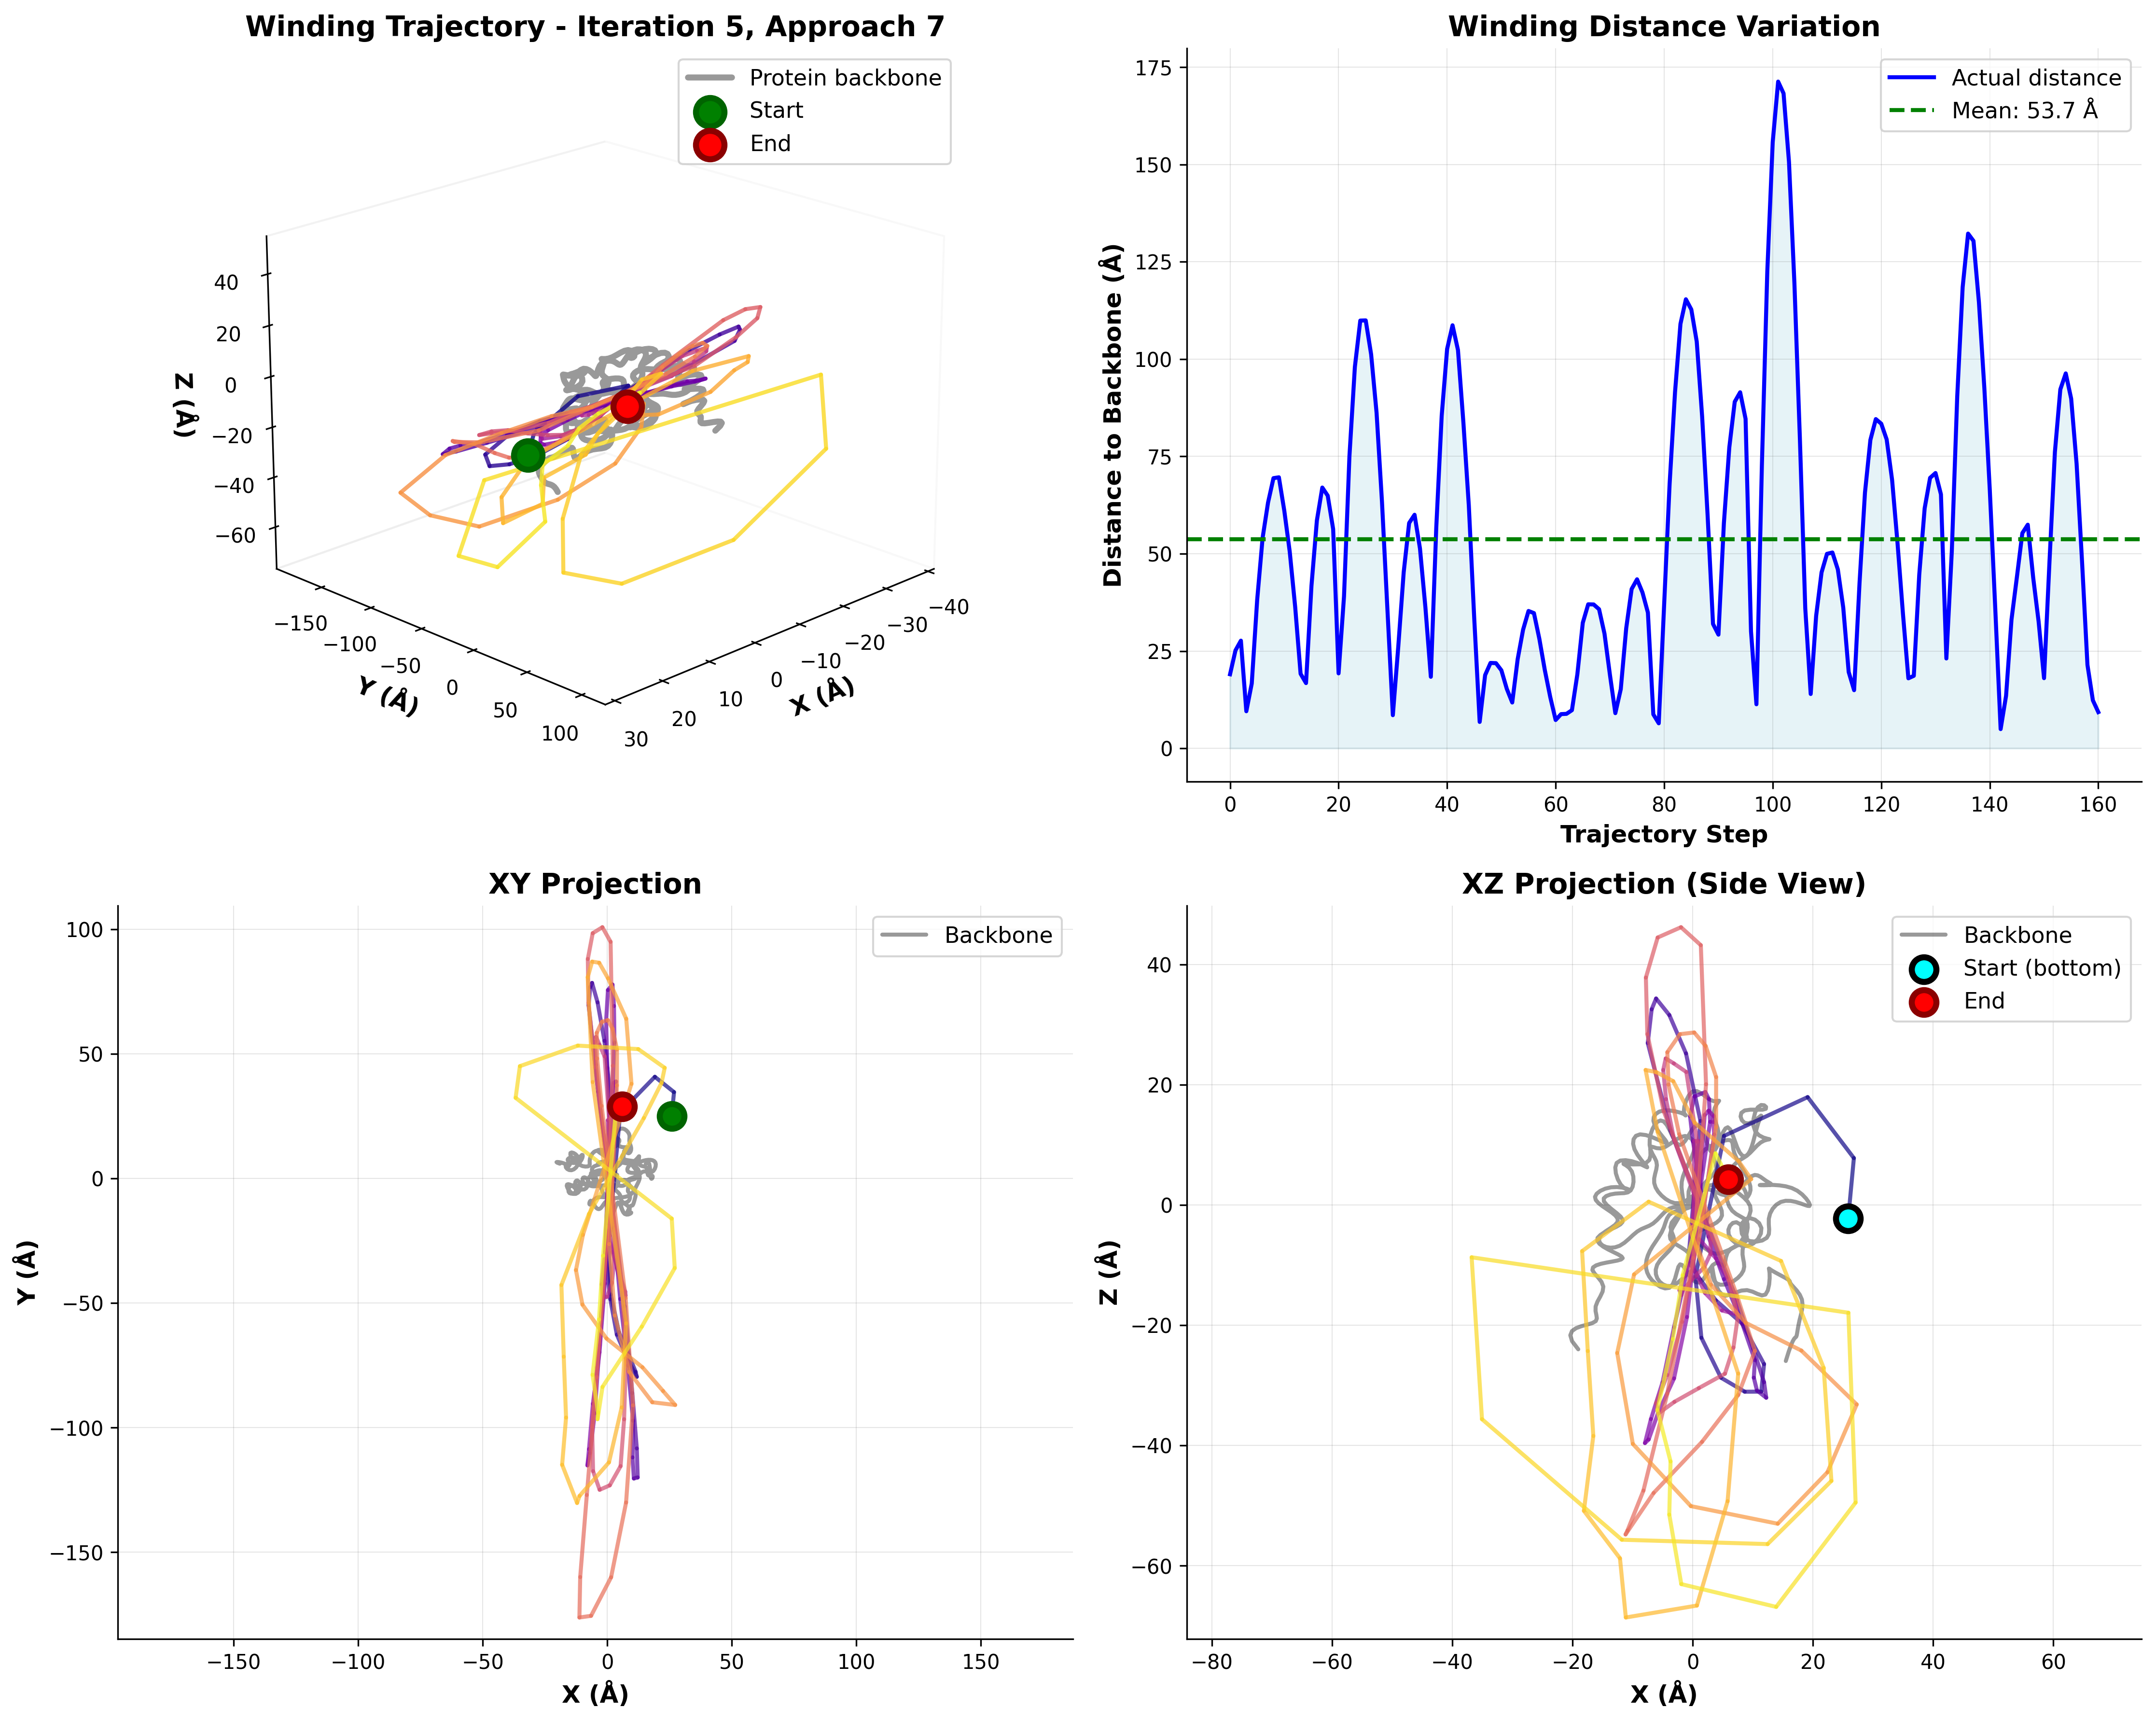 Winding Trajectory - Iteration 5, Approach 7
Protein backbone
Start
End
40
20
0
−20
−40
−60
Z (Å)
−150
−100
−50
0
50
100
Y (Å)
30
20
10
0
−10
−20
−30
−40
X (Å)
Winding Distance Variation
Actual distance
Mean: 53.7 Å
175
150
125
100
75
50
25
0
Distance to Backbone (Å)
0 20 40 60 80 100 120 140 160
Trajectory Step
XY Projection
Backbone
100
50
0
−50
−100
−150
Y (Å)
−150 −100 −50 0 50 100 150
X (Å)
XZ Projection (Side View)
Backbone
Start (bottom)
End
40
20
0
−20
−40
−60
Z (Å)
−80 −60 −40 −20 0 20 40 60
X (Å)